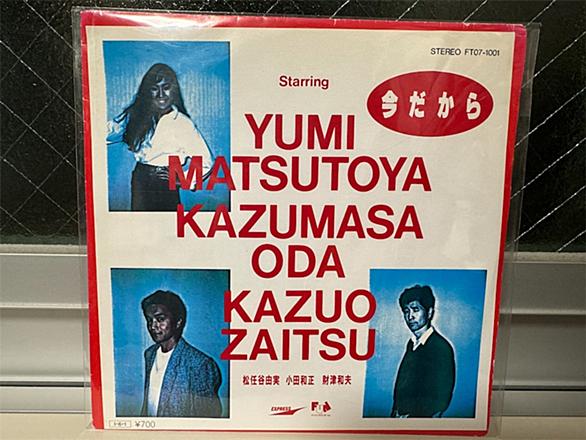 STEREO FT07-1001
Starring
今だから
YUMI
MATSUTOYA
KAZUMASA
ODA
KAZUO
ZAITSU
松任谷由実 小田和正 財津和夫
EXPRESS
¥700